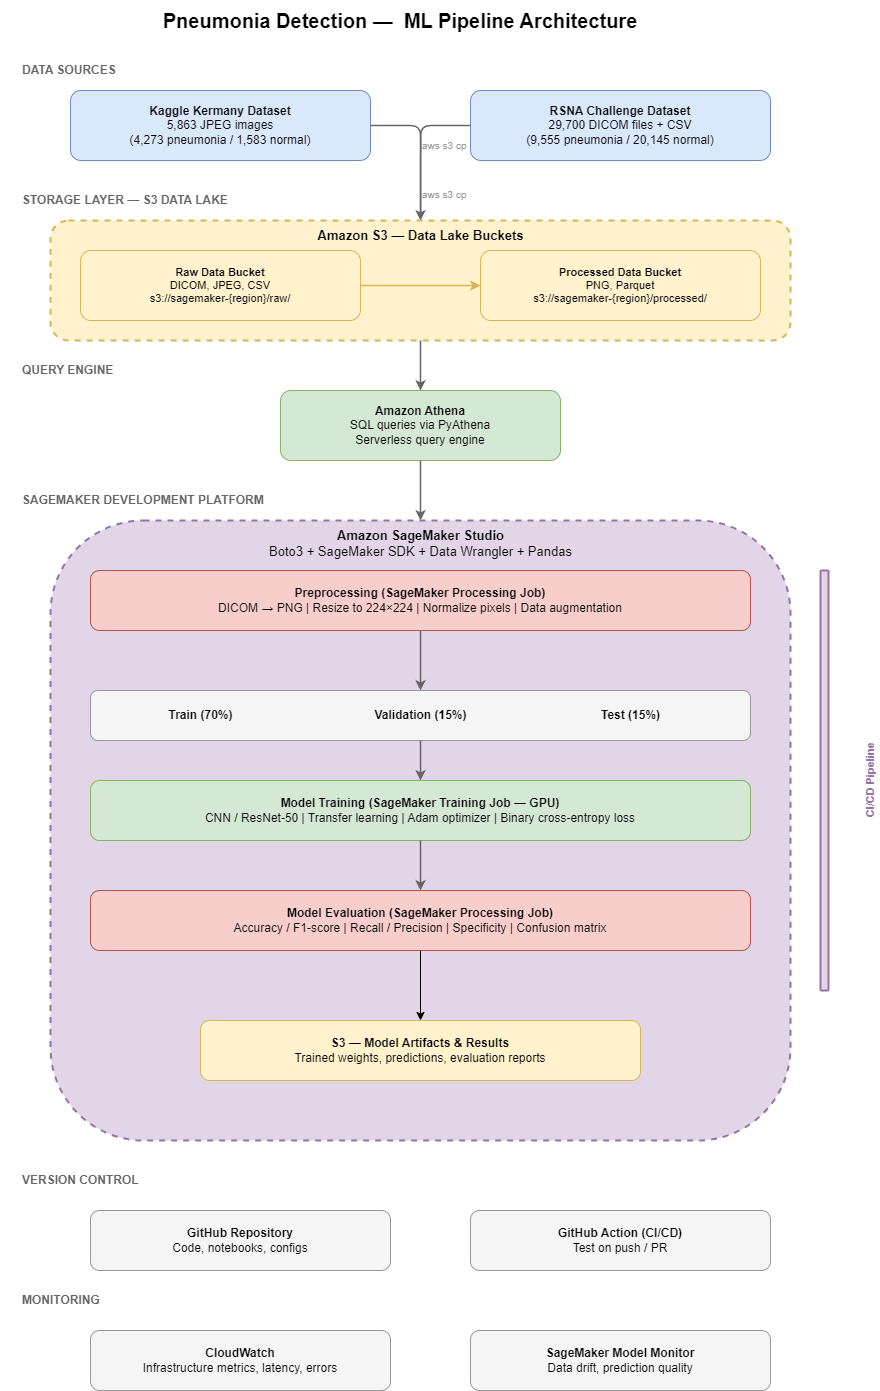 Pneumonia Detection — ML Pipeline Architecture
DATA SOURCES
Kaggle Kermany Dataset
5,863 JPEG images
(4,273 pneumonia / 1,583 normal)
RSNA Challenge Dataset
29,700 DICOM files + CSV
(9,555 pneumonia / 20,145 normal)
aws s3 cp
aws s3 cp
STORAGE LAYER — S3 DATA LAKE
Amazon S3 — Data Lake Buckets
Raw Data Bucket
DICOM, JPEG, CSV
s3://sagemaker-{region}/raw/
Processed Data Bucket
PNG, Parquet
s3://sagemaker-{region}/processed/
QUERY ENGINE
Amazon Athena
SQL queries via PyAthena
Serverless query engine
SAGEMAKER DEVELOPMENT PLATFORM
Amazon SageMaker Studio
Boto3 + SageMaker SDK + Data Wrangler + Pandas
Preprocessing (SageMaker Processing Job)
DICOM → PNG | Resize to 224×224 | Normalize pixels | Data augmentation
Train (70%)
Validation (15%)
Test (15%)
Model Training (SageMaker Training Job — GPU)
CNN / ResNet-50 | Transfer learning | Adam optimizer | Binary cross-entropy loss
Model Evaluation (SageMaker Processing Job)
Accuracy / F1-score | Recall / Precision | Specificity | Confusion matrix
S3 — Model Artifacts & Results
Trained weights, predictions, evaluation reports
CI/CD Pipeline
VERSION CONTROL
GitHub Repository
Code, notebooks, configs
GitHub Action (CI/CD)
Test on push / PR
MONITORING
CloudWatch
Infrastructure metrics, latency, errors
SageMaker Model Monitor
Data drift, prediction quality